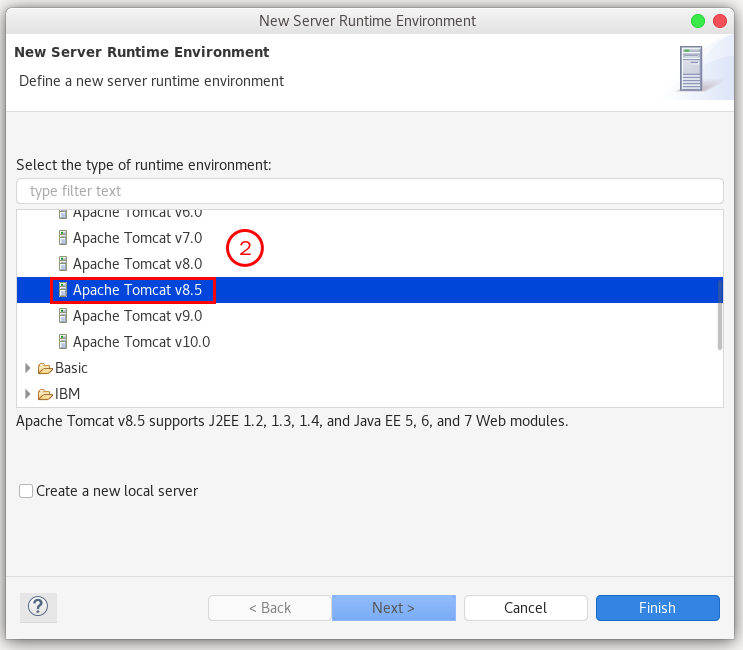 New Server Runtime Environment
New Server Runtime Environment
Define a new server runtime environment
Select the type of runtime environment:
type filter text
Apache Tomcat v6.0
Apache Tomcat v7.0
2
Apache Tomcat v8.0
Apache Tomcat v8.5
Apache Tomcat v9.0
Apache Tomcat v10.0
Basic
IBM
Apache Tomcat v8.5 supports J2EE 1.2, 1.3, 1.4, and Java EE 5, 6, and 7 Web modules.
Create a new local server
? < Back Next > Cancel Finish